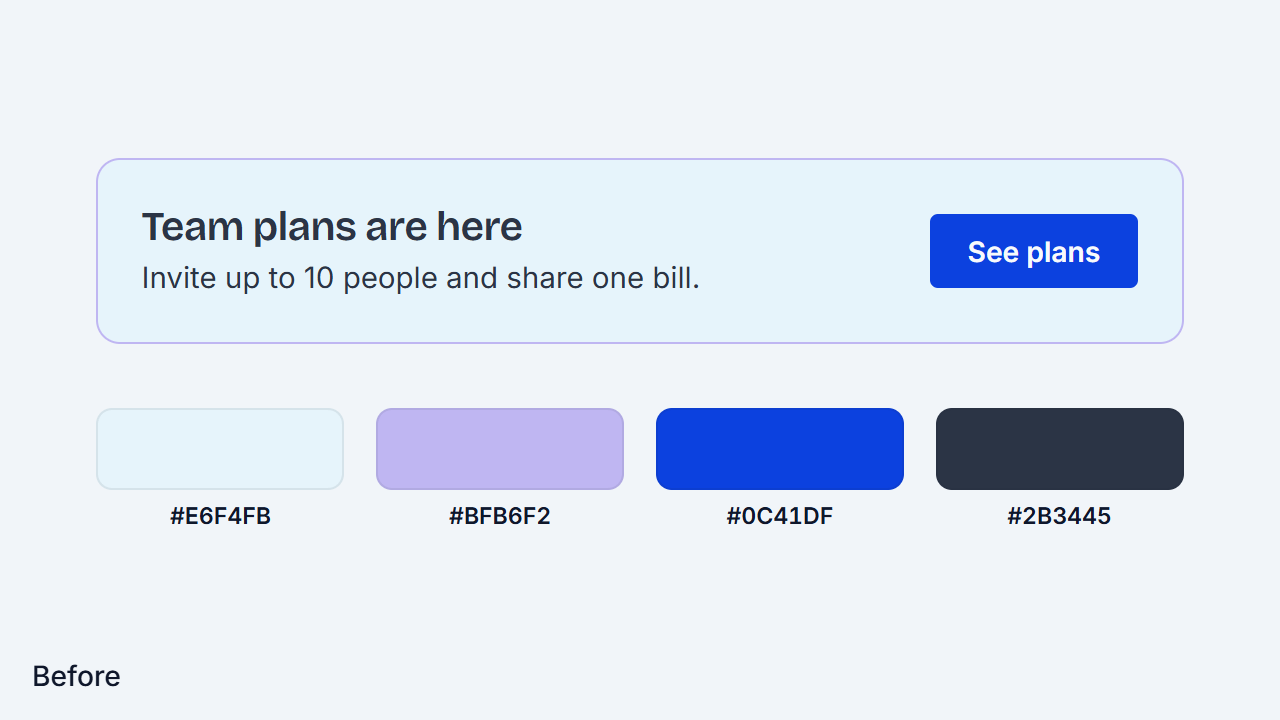 Team plans are here
Invite up to 10 people and share one bill.
See plans
#E6F4FB
#BFB6F2
#0C41DF
#2B3445
Before